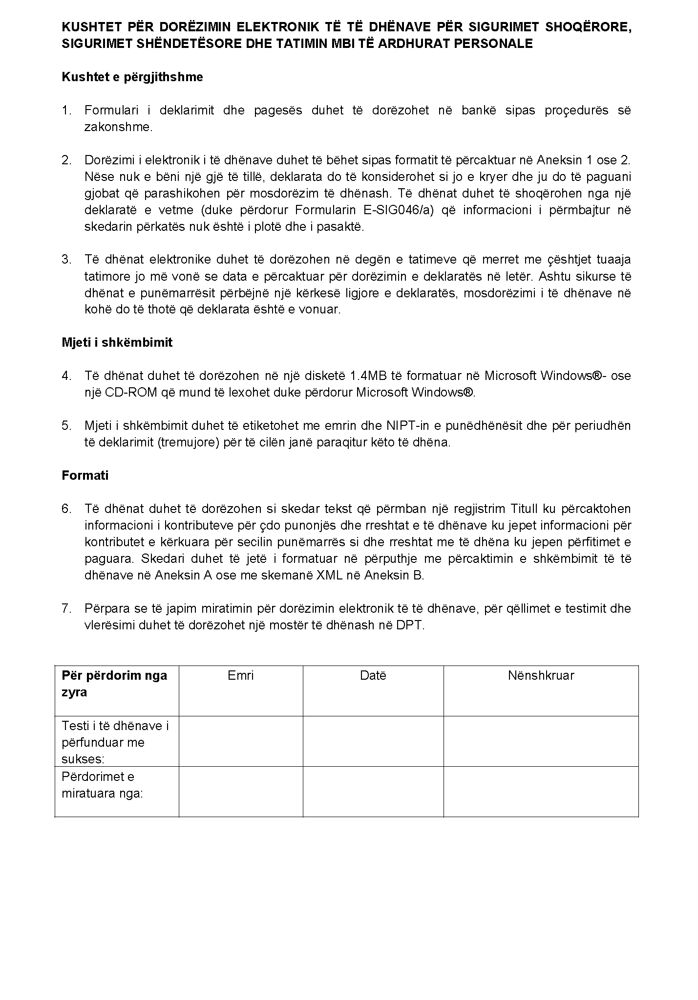 KUSHTET PËR DORËZIMIN ELEKTRONIK TË TË DHËNAVE PËR SIGURIMET SHOQËRORE,
SIGURIMET SHËNDETËSORE DHE TATIMIN MBI TË ARDHURAT PERSONALE
Kushtet e përgjithshme
1. Formulari i deklarimit dhe pagesës duhet të dorëzohet në bankë sipas proçedurës së
zakonshme.
2. Dorëzimi i elektronik i të dhënave duhet të bëhet sipas formatit të përcaktuar në Aneksin 1 ose 2.
Nëse nuk e bëni një gjë të tillë, deklarata do të konsiderohet si jo e kryer dhe ju do të paguani
gjobat që parashikohen për mosdorëzim të dhënash. Të dhënat duhet të shoqërohen nga një
deklaratë e vetme (duke përdorur Formularin E-SIG046/a) që informacioni i përmbajtur në
skedarin përkatës nuk është i plotë dhe i pasaktë.
3. Të dhënat elektronike duhet të dorëzohen në degën e tatimeve që merret me çështjet tuaaja
tatimore jo më vonë se data e përcaktuar për dorëzimin e deklaratës në letër. Ashtu sikurse të
dhënat e punëmarrësit përbëjnë një kërkesë ligjore e deklaratës, mosdorëzimi i të dhënave në
kohë do të thotë që deklarata është e vonuar.
Mjeti i shkëmbimit
4. Të dhënat duhet të dorëzohen në një disketë 1.4MB të formatuar në Microsoft Windows®- ose
një CD-ROM që mund të lexohet duke përdorur Microsoft Windows®.
5. Mjeti i shkëmbimit duhet të etiketohet me emrin dhe NIPT-in e punëdhënësit dhe për periudhën
të deklarimit (tremujore) për të cilën janë paraqitur këto të dhëna.
Formati
6. Të dhënat duhet të dorëzohen si skedar tekst që përmban një regjistrim Titull ku përcaktohen
informacioni i kontributeve për çdo punonjës dhe rreshtat e të dhënave ku jepet informacioni për
kontributet e kërkuara për secilin punëmarrës si dhe rreshtat me të dhëna ku jepen përfitimet e
paguara. Skedari duhet të jetë i formatuar në përputhje me përcaktimin e shkëmbimit të të
dhënave në Aneksin A ose me skemanë XML në Aneksin B.
7. Përpara se të japim miratimin për dorëzimin elektronik të të dhënave, për qëllimet e testimit dhe
vlerësimi duhet të dorëzohet një mostër të dhënash në DPT.
Për përdorim nga
zyra
Emri
Datë
Nënshkruar
Testi i të dhënave i
përfunduar me
sukses:
Përdorimet e
miratuara nga: